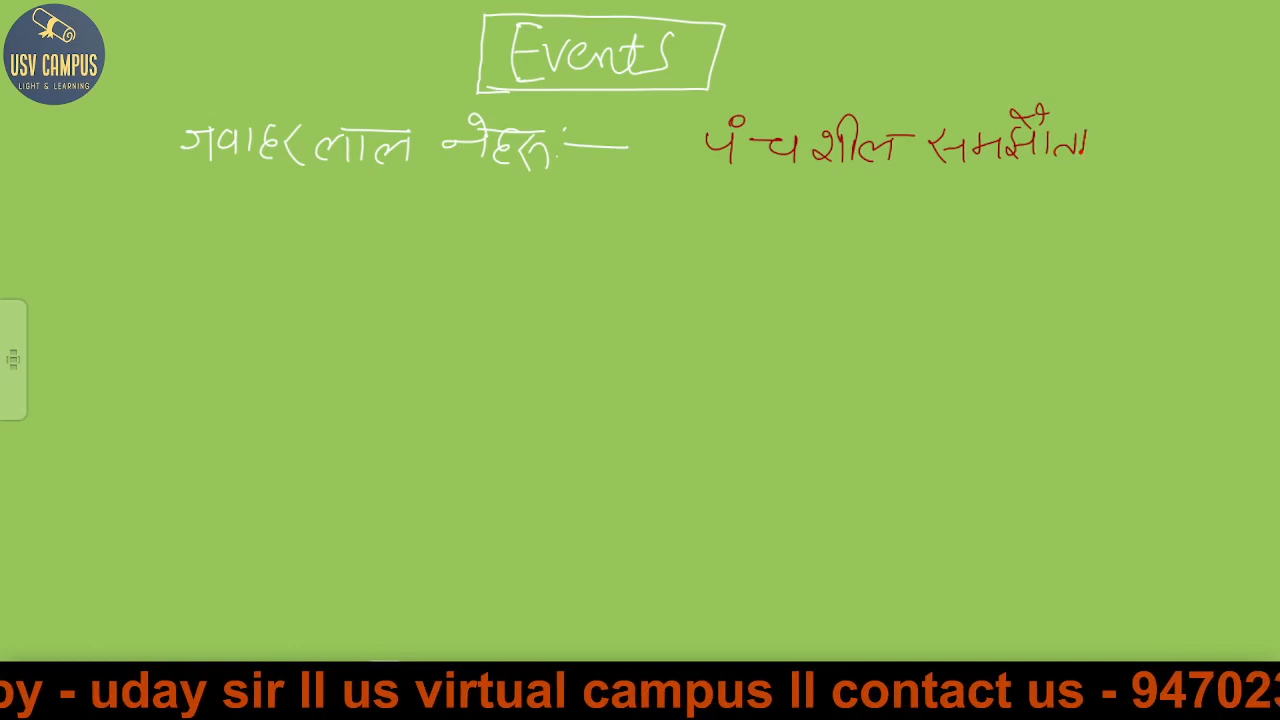 USV CAMPUS
LIGHT & LEARNING
Events
जवाहरलाल नेहरू:—
पंचशील समझौता
by - uday sir ll us virtual campus ll contact us - 94702